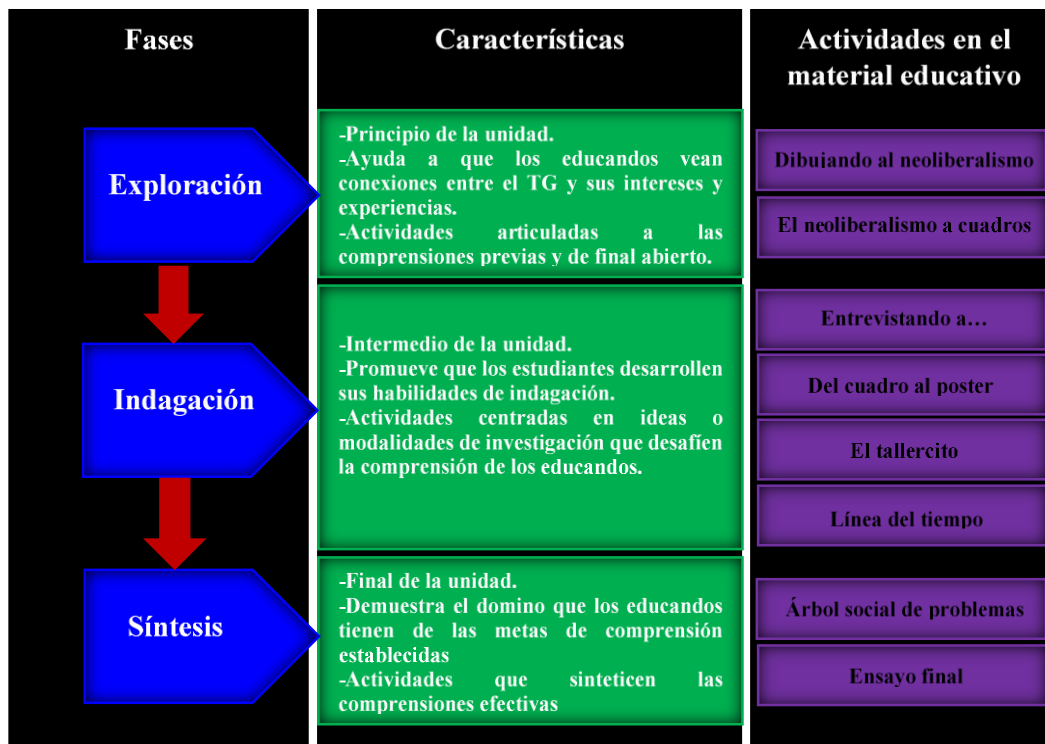 Fases
Características
Actividades en el
material educativo
Exploración
-Principio de la unidad.
-Ayuda a que los educandos vean
conexiones entre el TG y sus intereses y
experiencias.
-Actividades articuladas a las
comprensiones previas y de final abierto.
Dibujando al neoliberalismo
El neoliberalismo a cuadros
Indagación
-Intermedio de la unidad.
-Promueve que los estudiantes desarrollen
sus habilidades de indagación.
-Actividades centradas en ideas o
modalidades de investigación que desafíen
la comprensión de los educandos.
Entrevistando a…
Del cuadro al poster
El tallercito
Línea del tiempo
Síntesis
-Final de la unidad.
-Demuestra el domino que los educandos
tienen de las metas de comprensión
establecidas
-Actividades que sinteticen las
comprensiones efectivas
Árbol social de problemas
Ensayo final